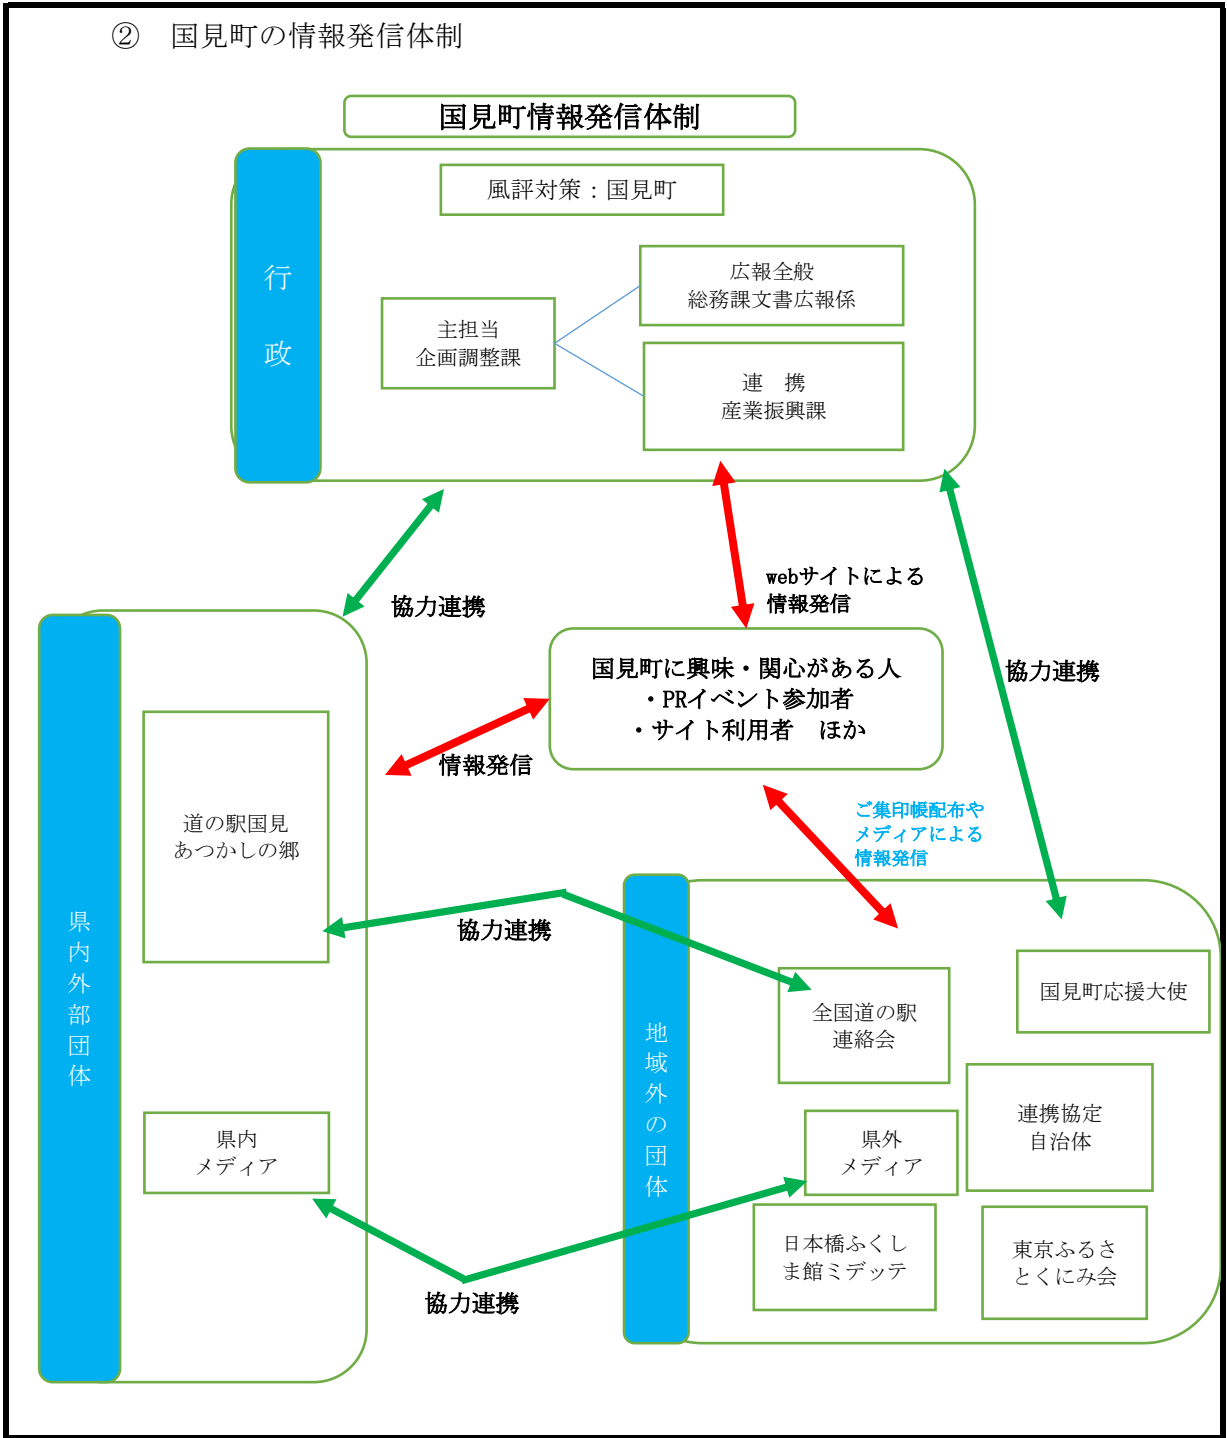 ② 国見町の情報発信体制
国見町情報発信体制
行政
風評対策：国見町
主担当
企画調整課
広報全般
総務課文書広報係
連　携
産業振興課
協力連携
webサイトによる
情報発信
協力連携
国見町に興味・関心がある人
・PRイベント参加者
・サイト利用者　ほか
情報発信
ご集印帳配布や
メディアによる
情報発信
県内外部団体
道の駅国見
あつかしの郷
協力連携
県内
メディア
協力連携
地域外の団体
全国道の駅
連絡会
国見町応援大使
連携協定
自治体
県外
メディア
日本橋ふくし
ま館ミデッテ
東京ふるさ
とくにみ会